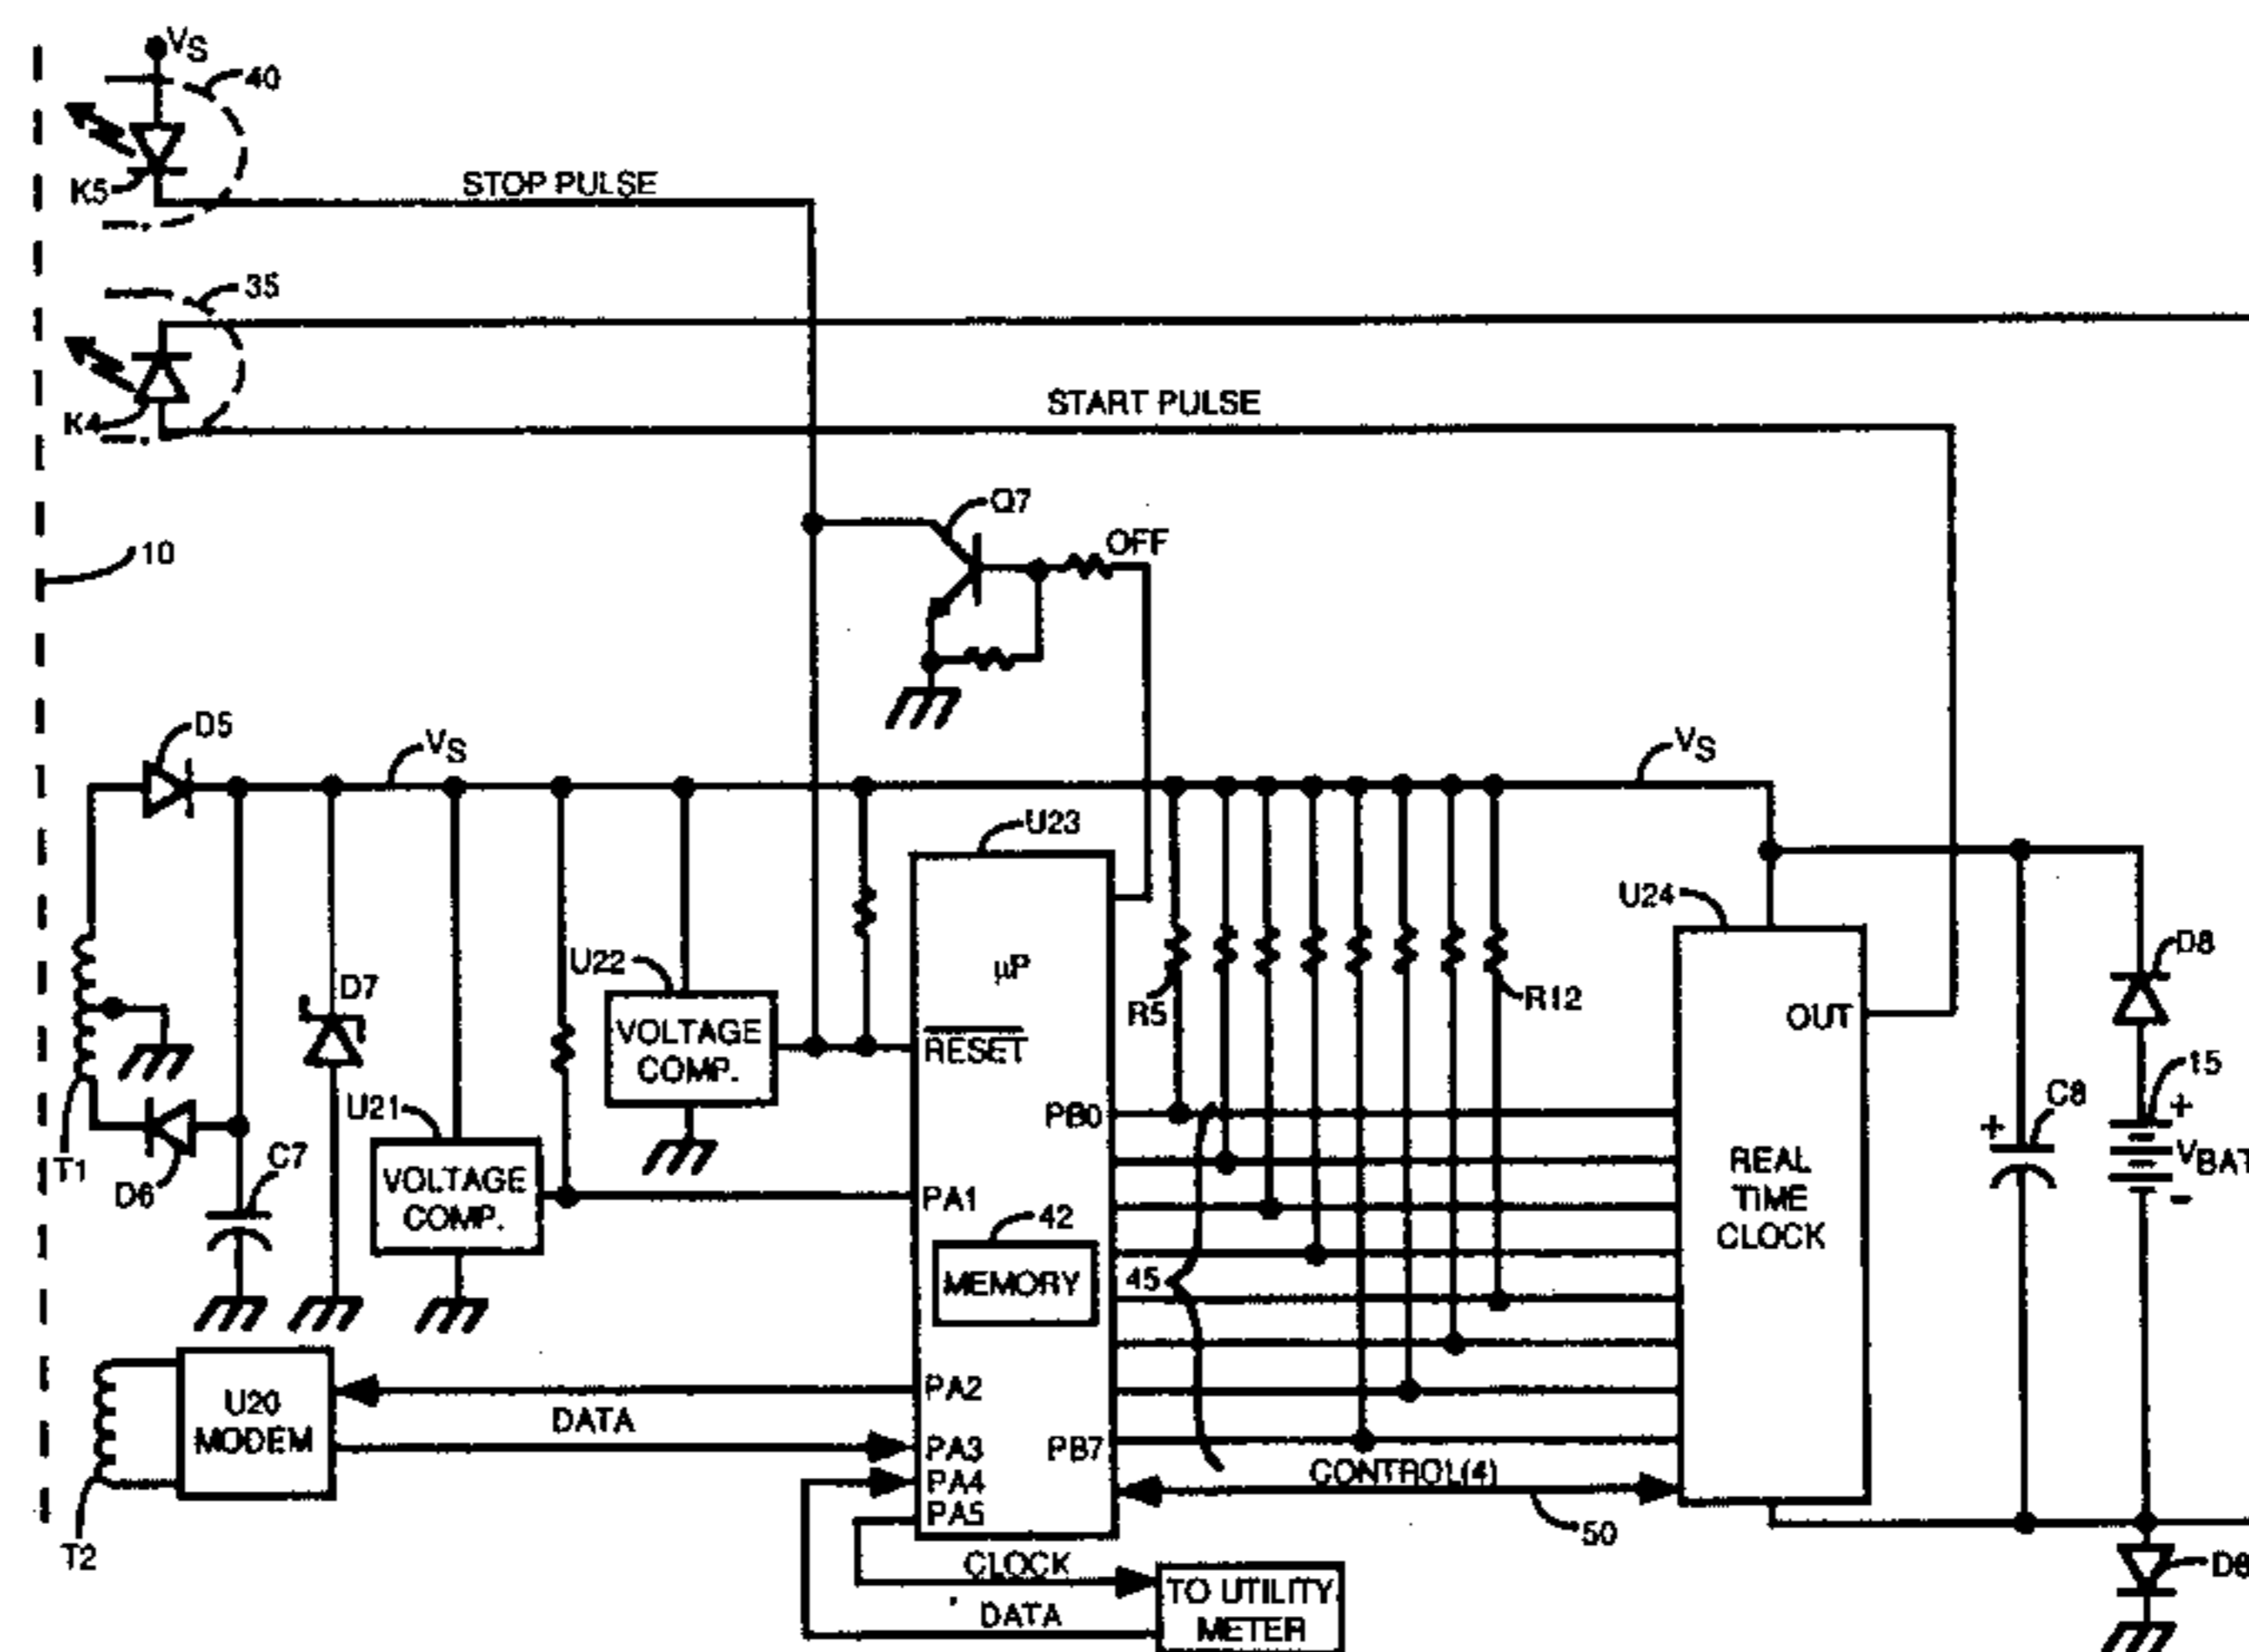 VS
40
K5
STOP PULSE
35
K4
START PULSE
Q7
OFF
10
D5
VS
VS
U23
U24
μP
U22
D7
R5
R12
D8
OUT
VOLTAGE
COMP.
RESET
15
+
U21
C8
+
PB0
T1
D6
C7
VOLTAGE
COMP.
PA1
REAL
TIME
CLOCK
VBAT
-
42
MEMORY
45
U20
MODEM
PA2
DATA
PA3
PB7
PA4
CONTROL(4)
PA5
50
T2
CLOCK
TO UTILITY
METER
DATA